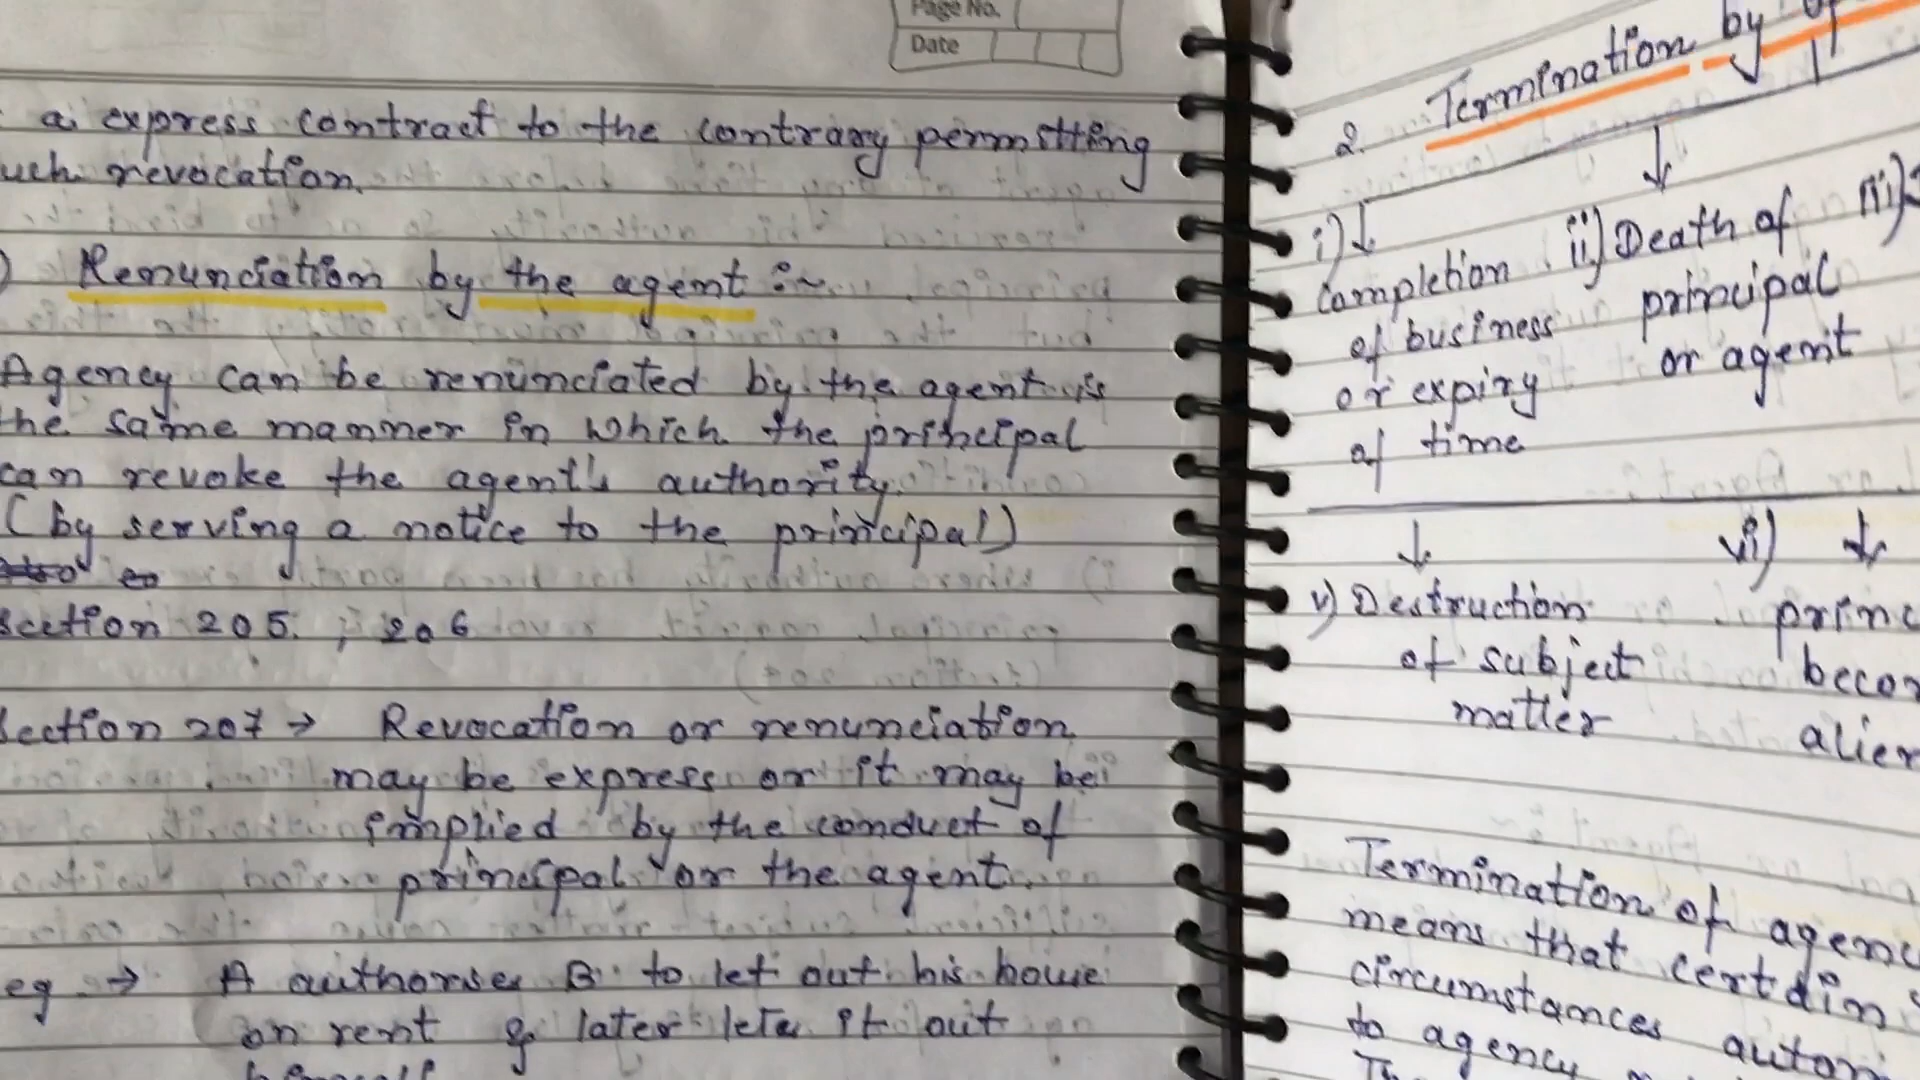 Page No.
Date
a express contract to the contrary permitting
uch revocation.
Renunciation by the agent :~
Agency can be renunciated by the agent is
the same manner in which the principal
can revoke the agent's authority.
(by serving a notice to the principal)
section 205. ; 206
Section 207 → Revocation or renunciation
may be express or it may be
implied by the conduct of
principal or the agent.
eg → A authorises B to let out his house
on rent & later lets it out
2. Termination by
i) ↓
completion
of business
or expiry
of time
↓
ii) Death of
principal
or agent
iii)
↓
v) Destruction
of subject
matter
vi) ↓
princ
becom
alien
Termination of agency
means that certain
circumstances autom
to agency